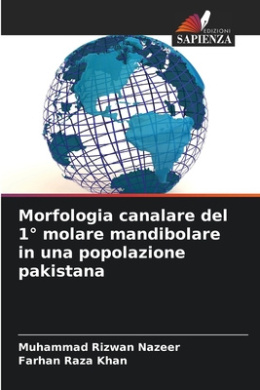 EDIZIONI
SAPIENZA
Morfologia canalare del
1° molare mandibolare
in una popolazione
pakistana
Muhammad Rizwan Nazeer
Farhan Raza Khan